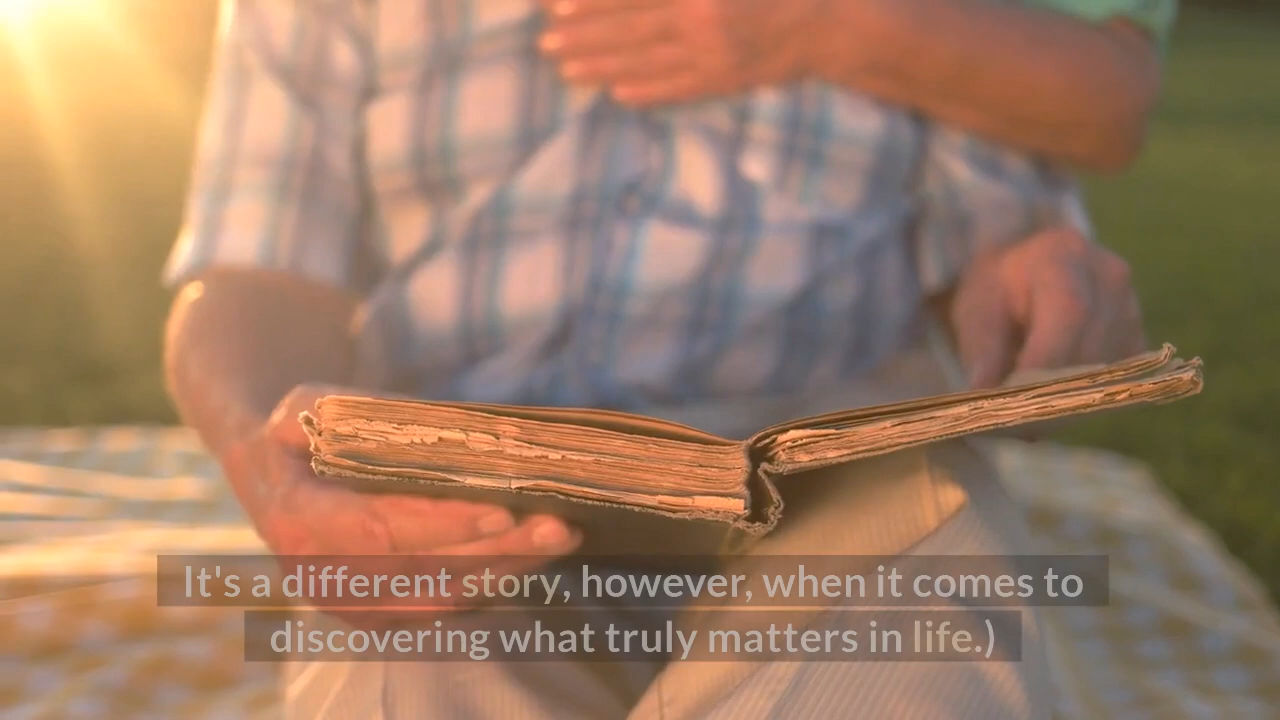 It's a different story, however, when it comes to
discovering what truly matters in life.)